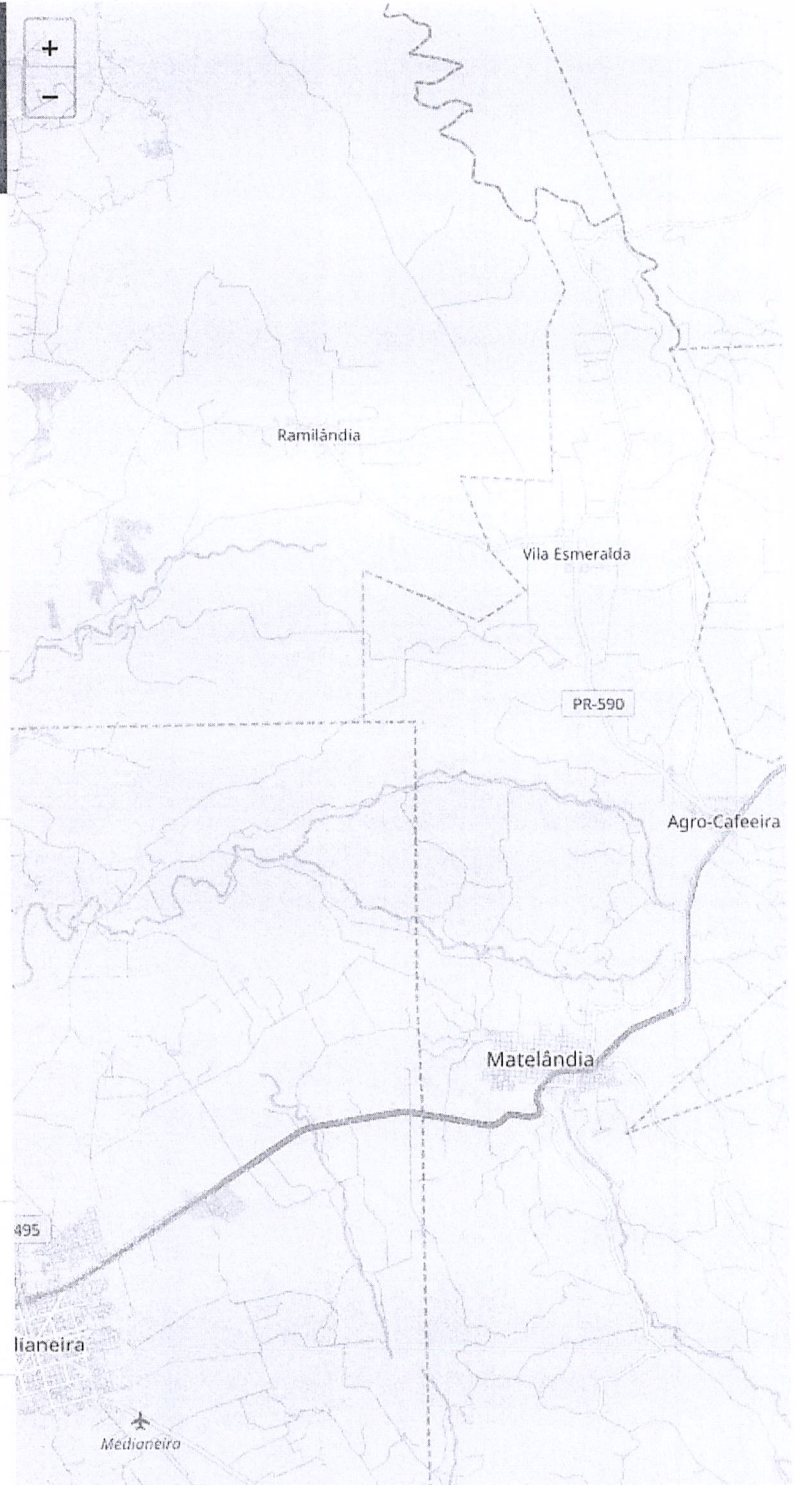 +
−
Ramilândia
Vila Esmeralda
PR-590
Agro-Cafeeira
Matelândia
495
lianeira
Medianeira